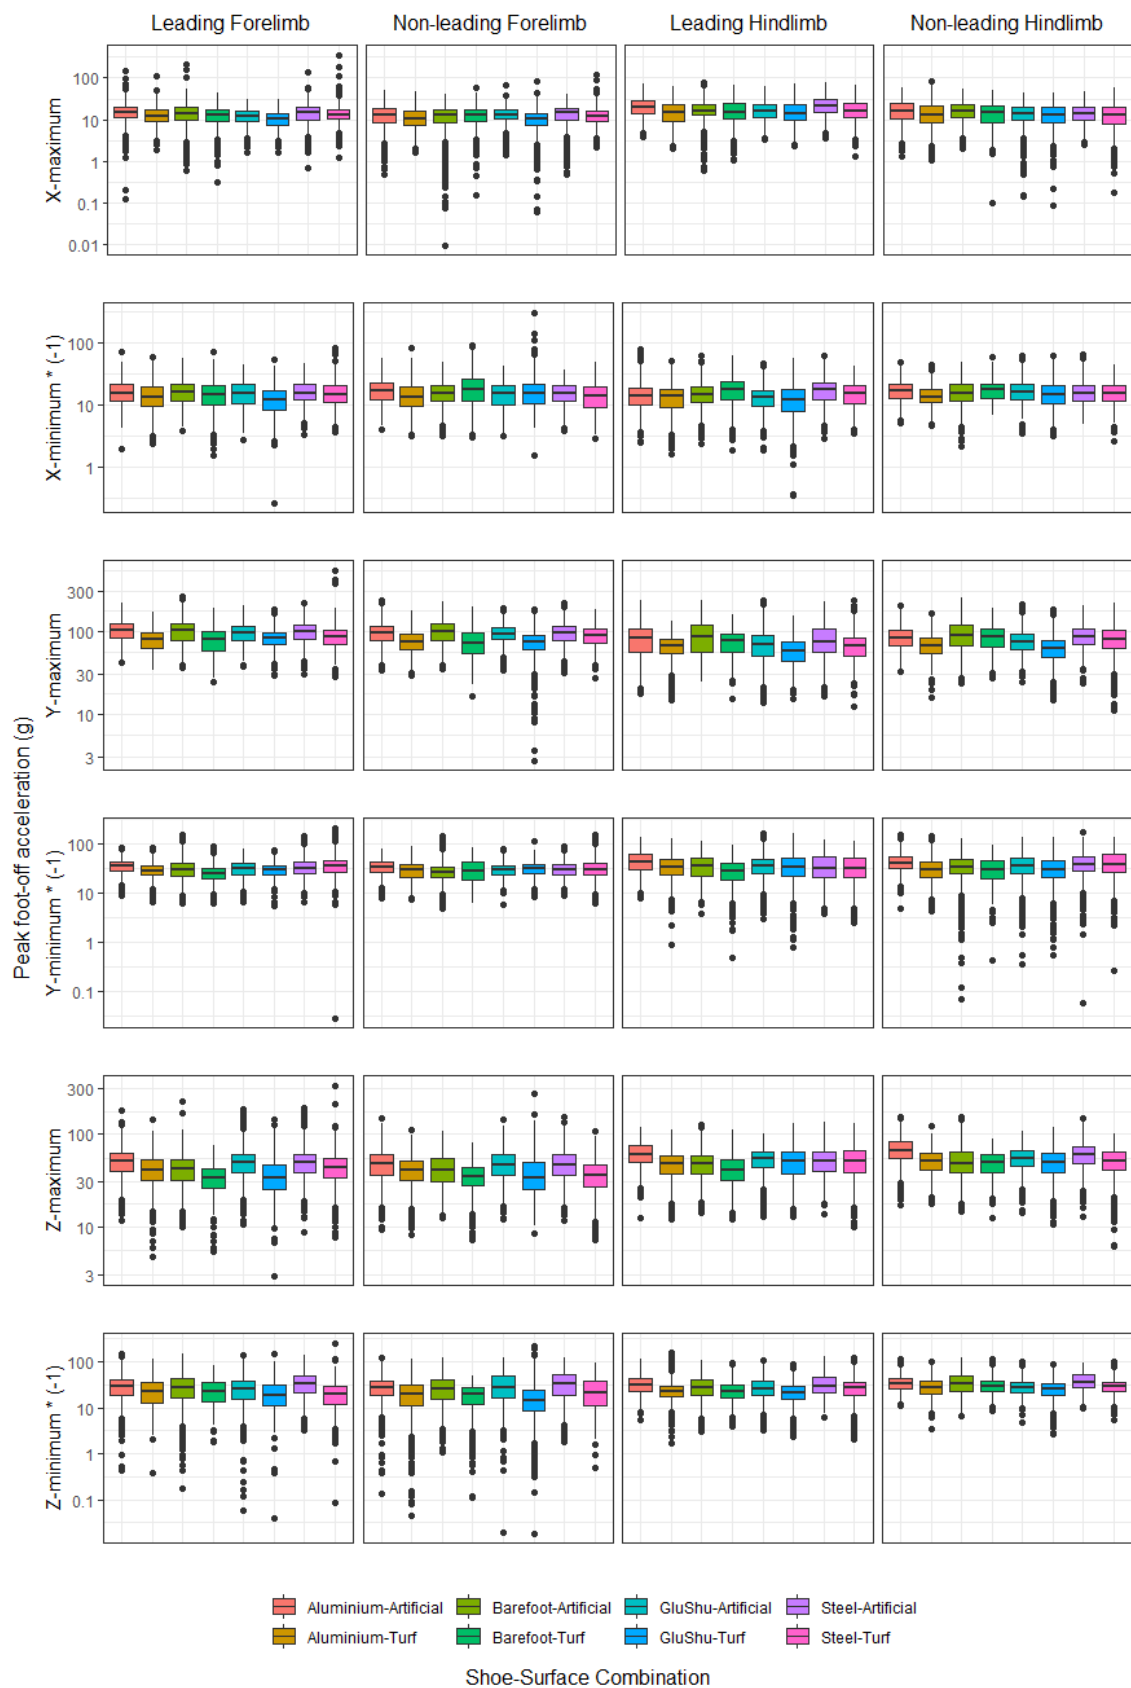 Leading Forelimb Non-leading Forelimb Leading Hindlimb Non-leading Hindlimb
X-maximum
100
10
1
0.1
0.01
X-minimum * (-1)
100
10
1
Y-maximum
300
100
30
10
3
Peak foot-off acceleration (g)
Y-minimum * (-1)
100
10
1
0.1
Z-maximum
300
100
30
10
3
Z-minimum * (-1)
100
10
1
0.1
Aluminium-Artificial Barefoot-Artificial GluShu-Artificial Steel-Artificial
Aluminium-Turf Barefoot-Turf GluShu-Turf Steel-Turf
Shoe-Surface Combination